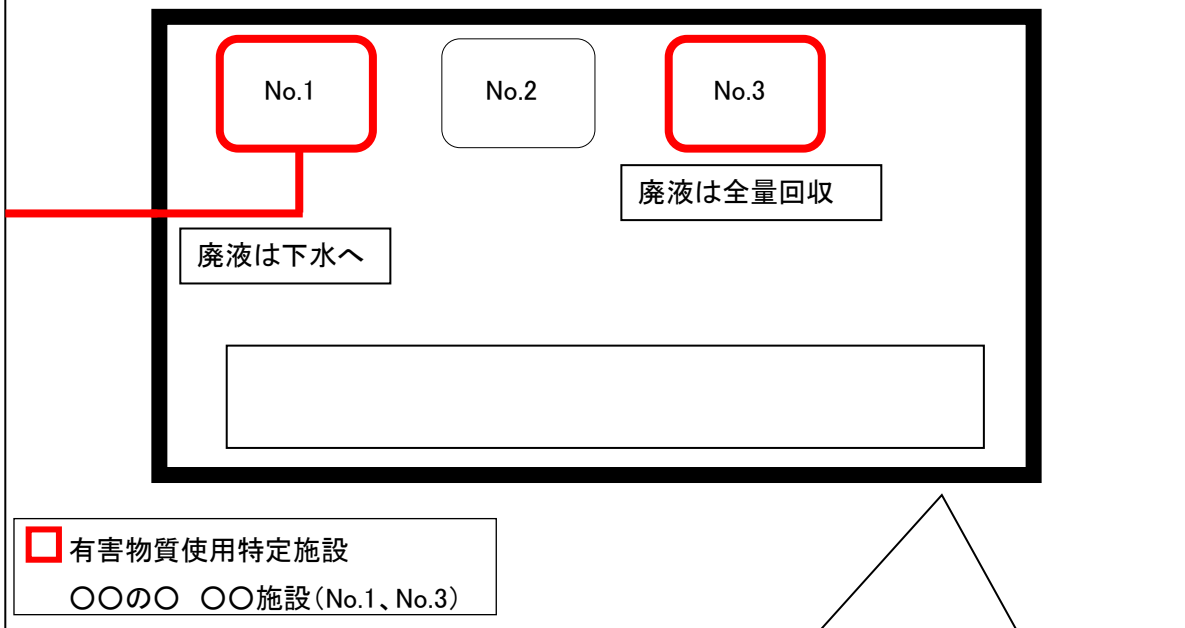 No.1
No.2
No.3
廃液は全量回収
廃液は下水へ
有害物質使用特定施設
〇〇の〇　〇〇施設（No.1、No.3）